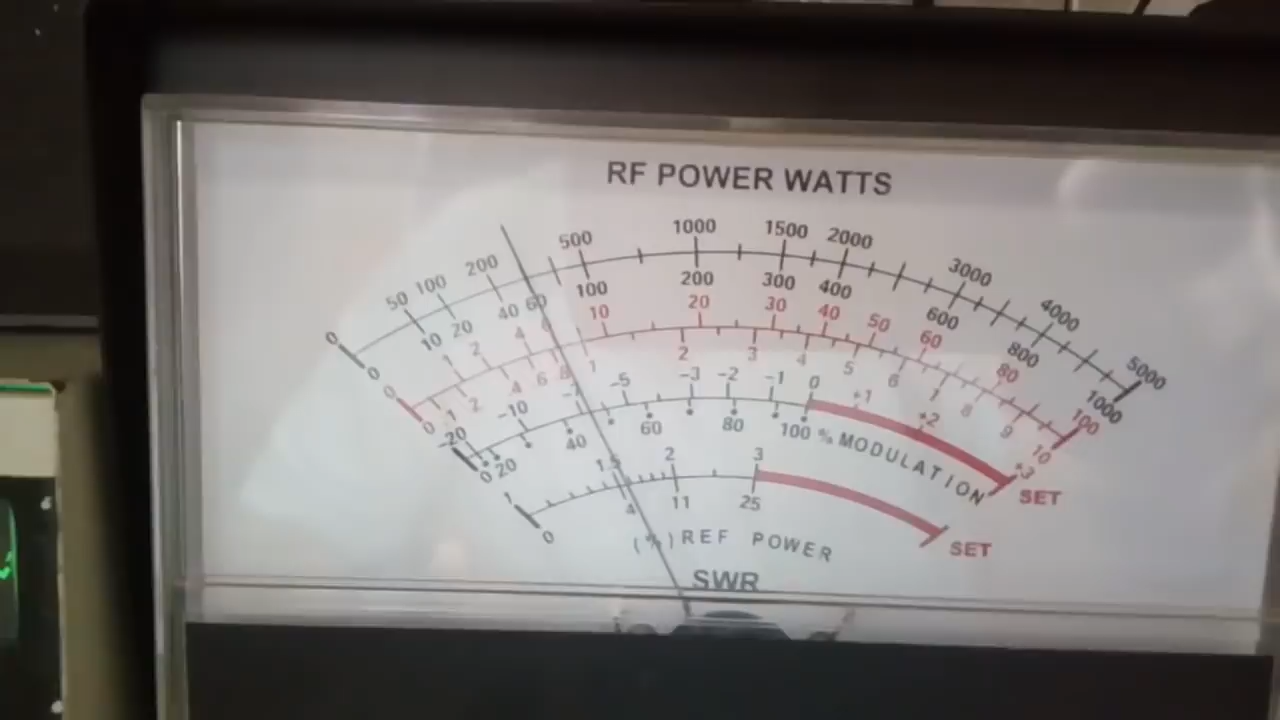 RF POWER WATTS
0 50 100 200 500 1000 1500 2000 3000 4000 5000
0 10 20 40 60 100 200 300 400 600 800 1000
0 1 2 4 6 10 20 30 40 50 60 80 100
0 1 2 4 6 8 1 2 3 4 5 6 7 8 9 10
-20 -10 -7 -5 -3 -2 -1 0 +1 +2 +3
0 20 40 60 80 100 % MODULATION SET
1 1.5 2 3
0 4 11 25 SET
(%) REF POWER
SWR